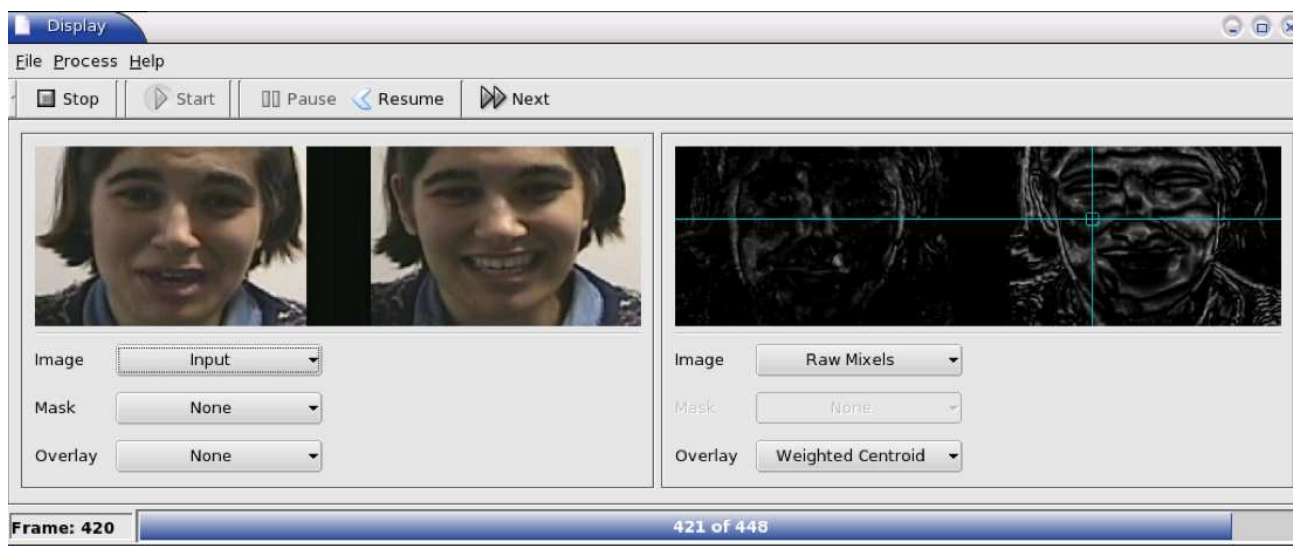 Display
File Process Help
Stop Start Pause Resume Next
Image Input
Mask None
Overlay None
Image Raw Mixels
Mask None
Overlay Weighted Centroid
Frame: 420 421 of 448